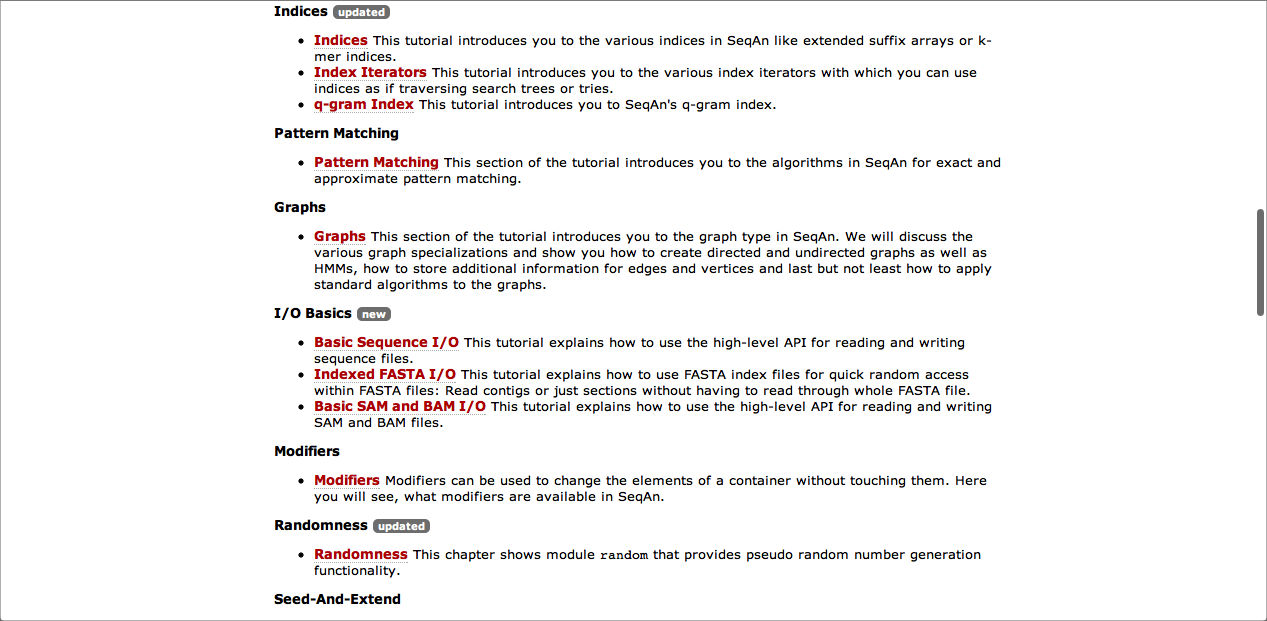 Indices updated
Indices This tutorial introduces you to the various indices in SeqAn like extended suffix arrays or k-
mer indices.
Index Iterators This tutorial introduces you to the various index iterators with which you can use
indices as if traversing search trees or tries.
q-gram Index This tutorial introduces you to SeqAn's q-gram index.
Pattern Matching
Pattern Matching This section of the tutorial introduces you to the algorithms in SeqAn for exact and
approximate pattern matching.
Graphs
Graphs This section of the tutorial introduces you to the graph type in SeqAn. We will discuss the
various graph specializations and show you how to create directed and undirected graphs as well as
HMMs, how to store additional information for edges and vertices and last but not least how to apply
standard algorithms to the graphs.
I/O Basics new
Basic Sequence I/O This tutorial explains how to use the high-level API for reading and writing
sequence files.
Indexed FASTA I/O This tutorial explains how to use FASTA index files for quick random access
within FASTA files: Read contigs or just sections without having to read through whole FASTA file.
Basic SAM and BAM I/O This tutorial explains how to use the high-level API for reading and writing
SAM and BAM files.
Modifiers
Modifiers Modifiers can be used to change the elements of a container without touching them. Here
you will see, what modifiers are available in SeqAn.
Randomness updated
Randomness This chapter shows module random that provides pseudo random number generation
functionality.
Seed-And-Extend